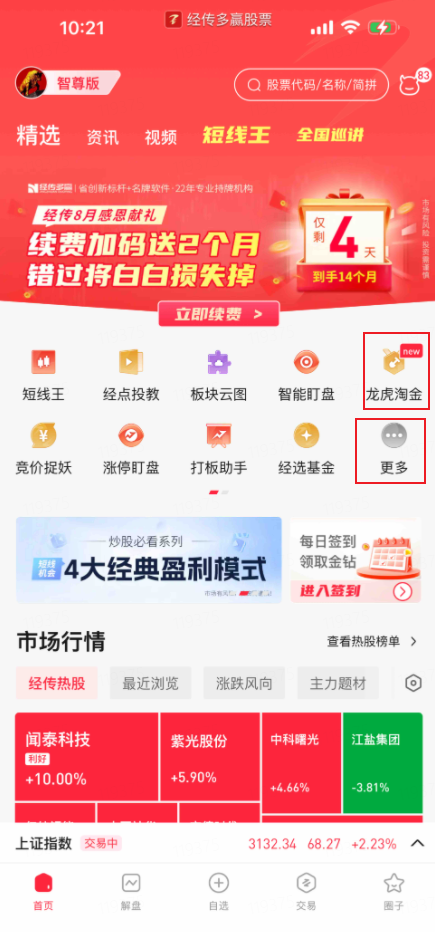 10:21
经传多赢股票
智尊版
股票代码/名称/简拼
83
精选 资讯 视频 短线王 全国巡讲
经传多赢 省创新标杆+名牌软件·22年专业持牌机构
经传8月感恩献礼
续费加码送2个月
错过将白白损失掉
仅剩4天
到手14个月
市场有风险 投资需谨慎
立即续费 >
new
短线王 经点投教 板块云图 智能盯盘 龙虎淘金
竞价捉妖 涨停盯盘 打板助手 经选基金 更多
炒股必看系列
短线机会
4大经典盈利模式
每日签到
领取金钻
进入签到
市场行情
查看热股榜单
经传热股 最近浏览 涨跌风向 主力题材
闻泰科技
利好
+10.00%
紫光股份
+5.90%
中科曙光
+4.66%
江盐集团
-3.81%
上证指数 交易中 3132.34 68.27 +2.23%
首页 解盘 自选 交易 圈子